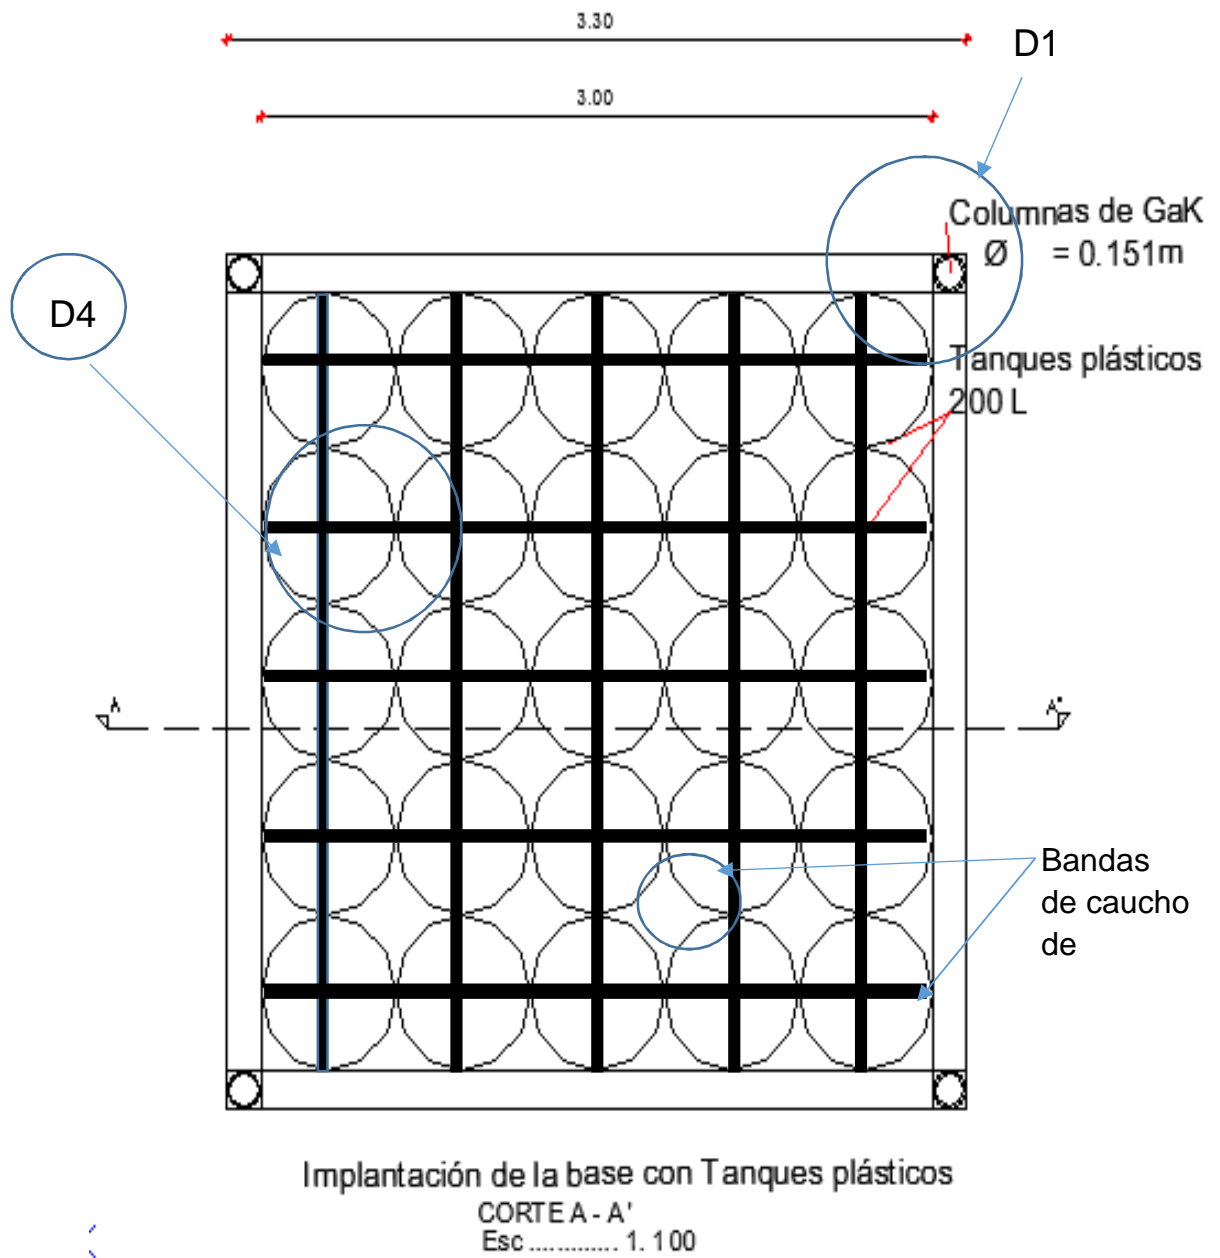 3.30
D1
3.00
Columnas de GaK
Ø = 0.151m
D4
Tanques plásticos
200 L
A
A'
Bandas
de caucho
de
Implantación de la base con Tanques plásticos
CORTE A - A'
Esc ............. 1. 100